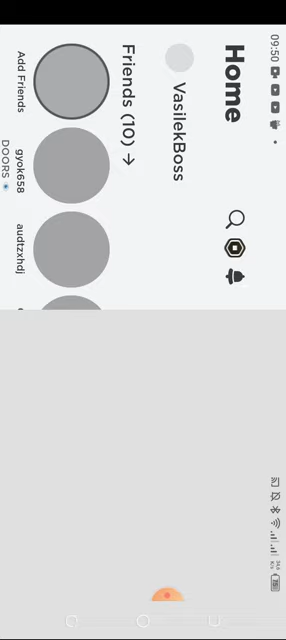 09:50
Home
VasilekBoss
Friends (10) →
Add Friends
gyok658
audtzxhdj
DOORS